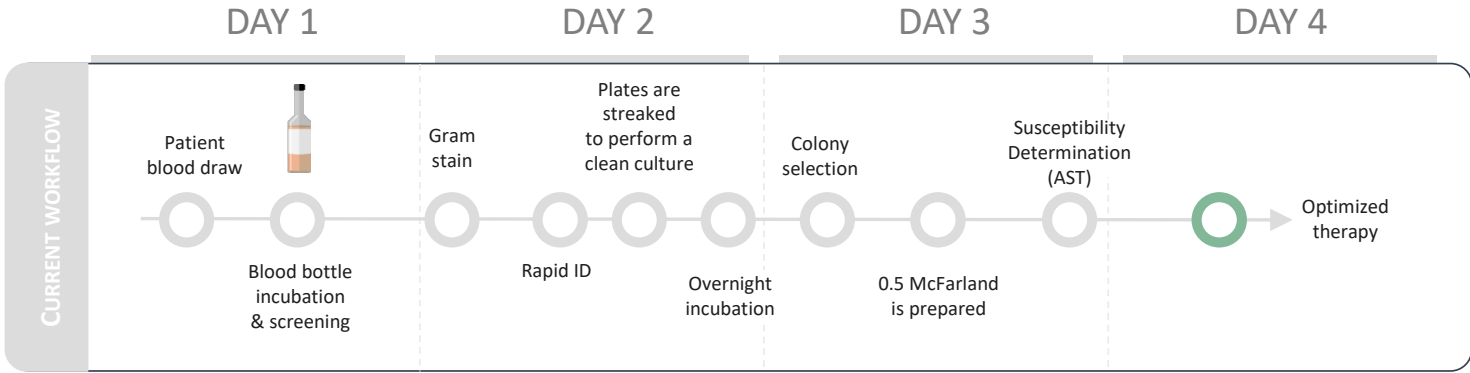 DAY 1
DAY 2
DAY 3
DAY 4
CURRENT WORKFLOW
Patient
blood draw
Blood bottle
incubation
& screening
Gram
stain
Rapid ID
Plates are
streaked
to perform a
clean culture
Overnight
incubation
Colony
selection
0.5 McFarland
is prepared
Susceptibility
Determination
(AST)
Optimized
therapy